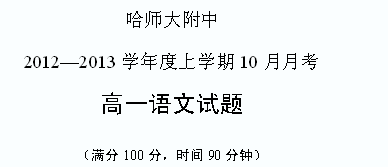 哈师大附中
2012—2013 学年度上学期 10 月月考
高一语文试题
（满分 100 分，时间 90 分钟）